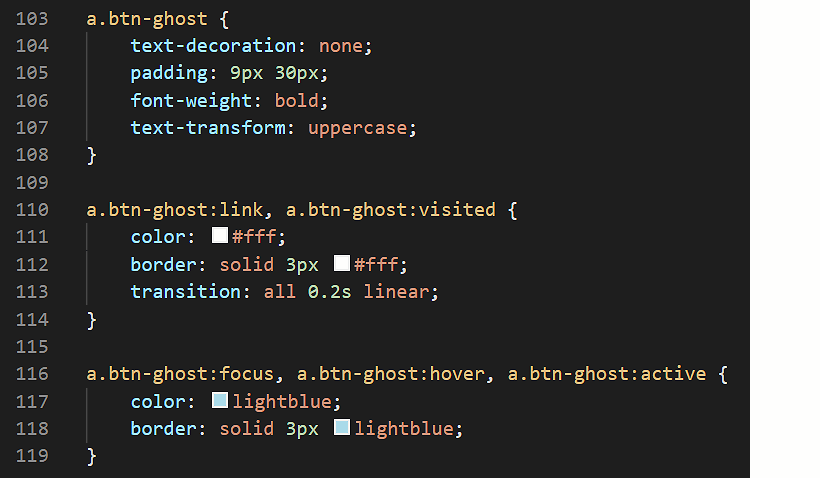 103 a.btn-ghost {
104     text-decoration: none;
105     padding: 9px 30px;
106     font-weight: bold;
107     text-transform: uppercase;
108 }
109
110 a.btn-ghost:link, a.btn-ghost:visited {
111     color: #fff;
112     border: solid 3px #fff;
113     transition: all 0.2s linear;
114 }
115
116 a.btn-ghost:focus, a.btn-ghost:hover, a.btn-ghost:active {
117     color: lightblue;
118     border: solid 3px lightblue;
119 }